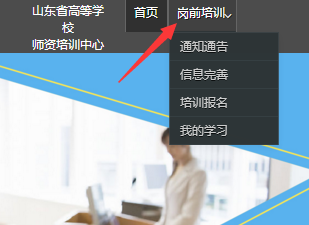 山东省高等学
校
师资培训中心
首页
岗前培训
通知通告
信息完善
培训报名
我的学习